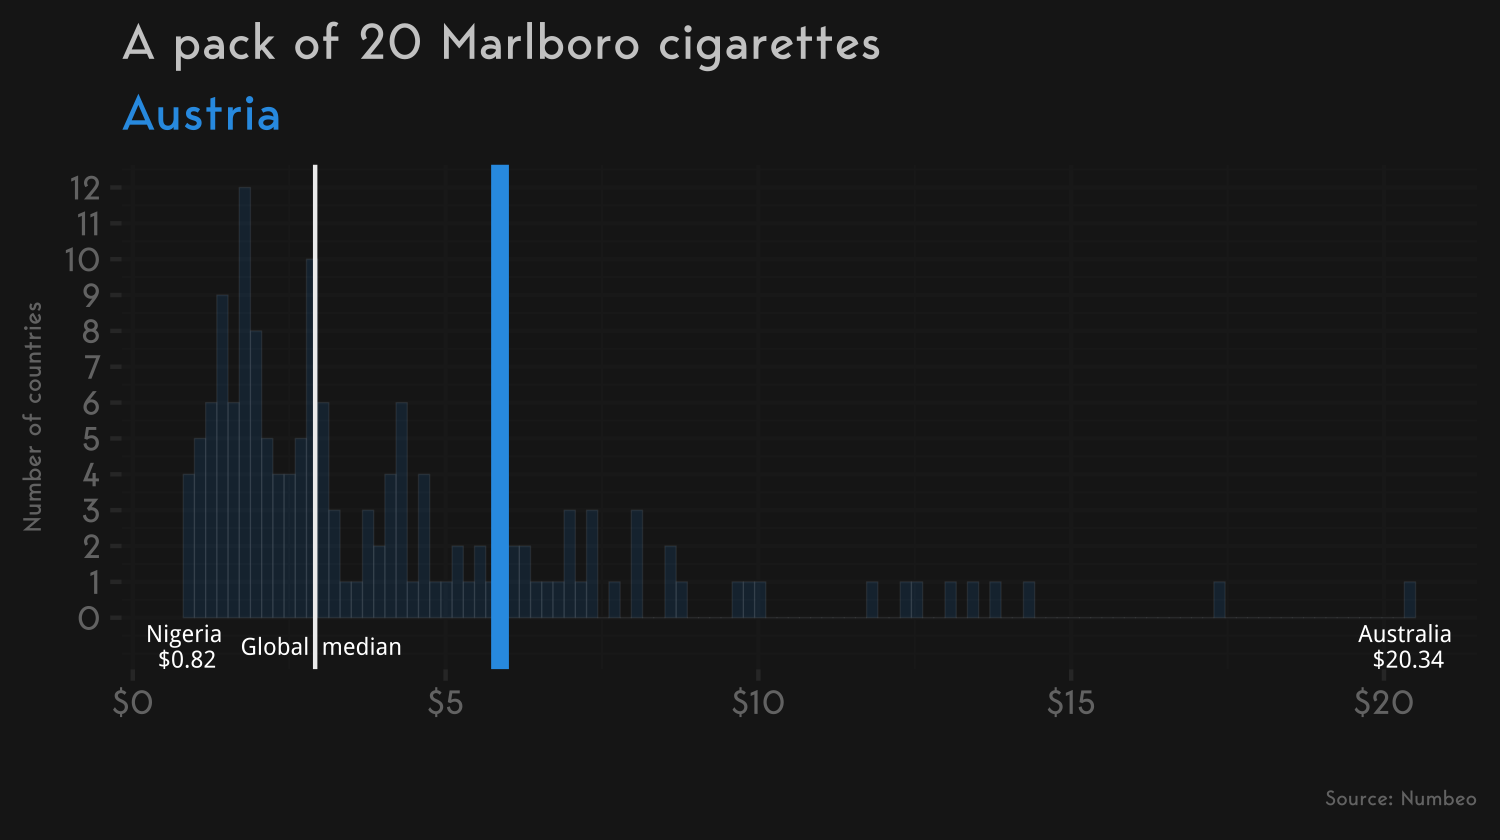 A pack of 20 Marlboro cigarettes
Austria
Number of countries
12
11
10
9
8
7
6
5
4
3
2
1
0
Nigeria
$0.82
Global median
Australia
$20.34
$0 $5 $10 $15 $20
Source: Numbeo